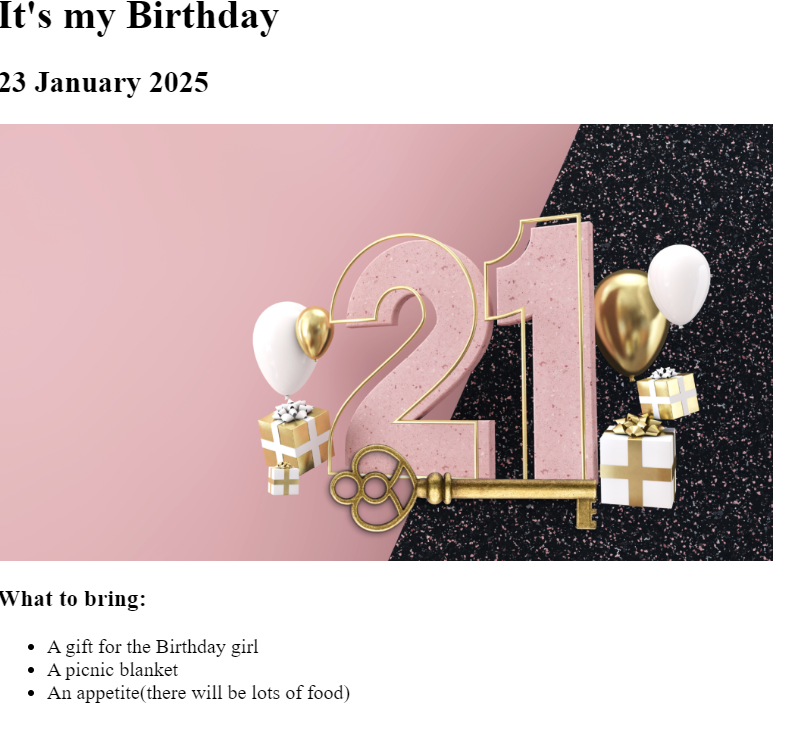 It's my Birthday
23 January 2025
21
What to bring:
A gift for the Birthday girl
A picnic blanket
An appetite(there will be lots of food)